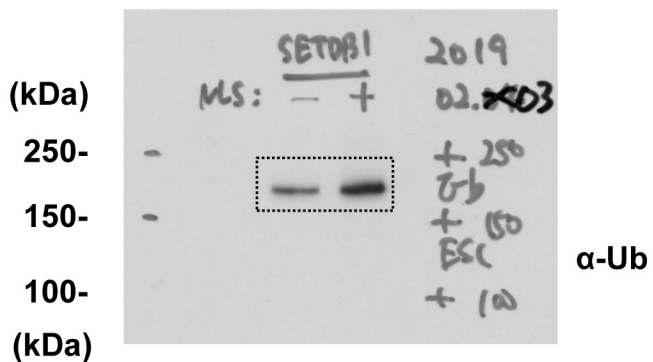 SETDB1 2019
(kDa) MS: - + 02. 03
250- + 250
Ub
150- + 150
ESC α-Ub
100- + 100
(kDa)